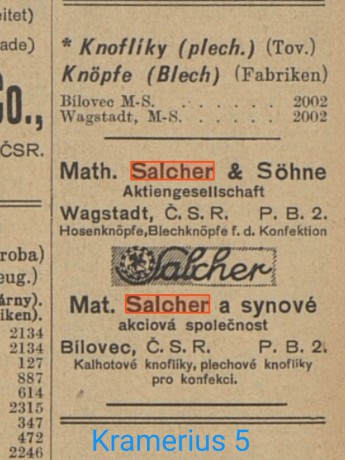 eitet)
ade)
o.,
ČSR.
roba)
eug.)
árny).
iken).
2134
2134
127
887
614
2315
347
472
2246
* Knoflíky (plech.) (Tov.)
Knöpfe (Blech) (Fabriken)
Bílovec M-S. . . . . . . 2002
Wagstadt, M-S. . . . . . 2002
Math. Salcher & Söhne
Aktiengesellschaft
Wagstadt, Č. S. R. P. B. 2.
Hosenknöpfe, Blechknöpfe f. d. Konfektion
Salcher
Mat. Salcher a synové
akciová společnost
Bílovec, Č. S. R. P. B. 2.
Kalhotové knoflíky, plechové knoflíky
pro konfekci.
Kramerius 5